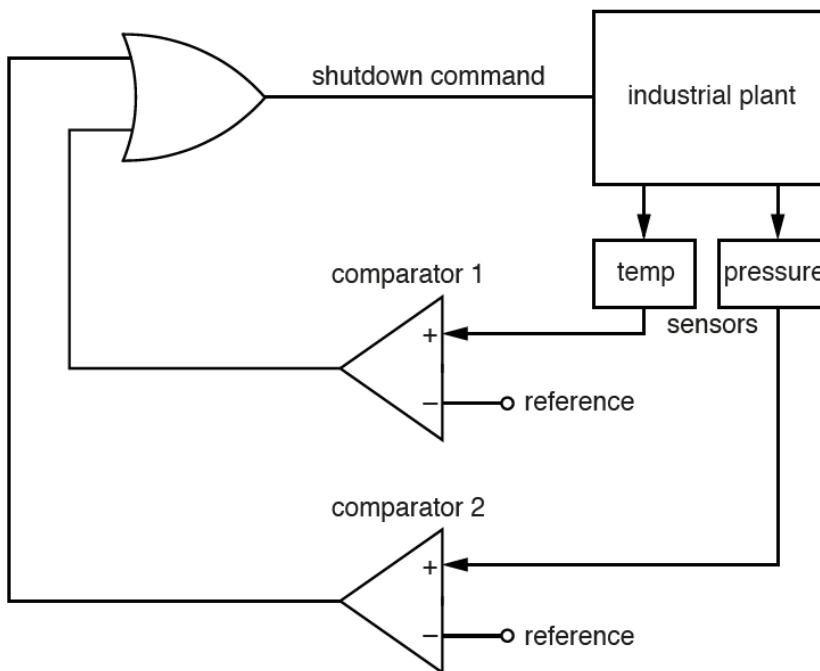 shutdown command
industrial plant
temp
pressure
sensors
comparator 1
+
−
reference
comparator 2
+
−
reference